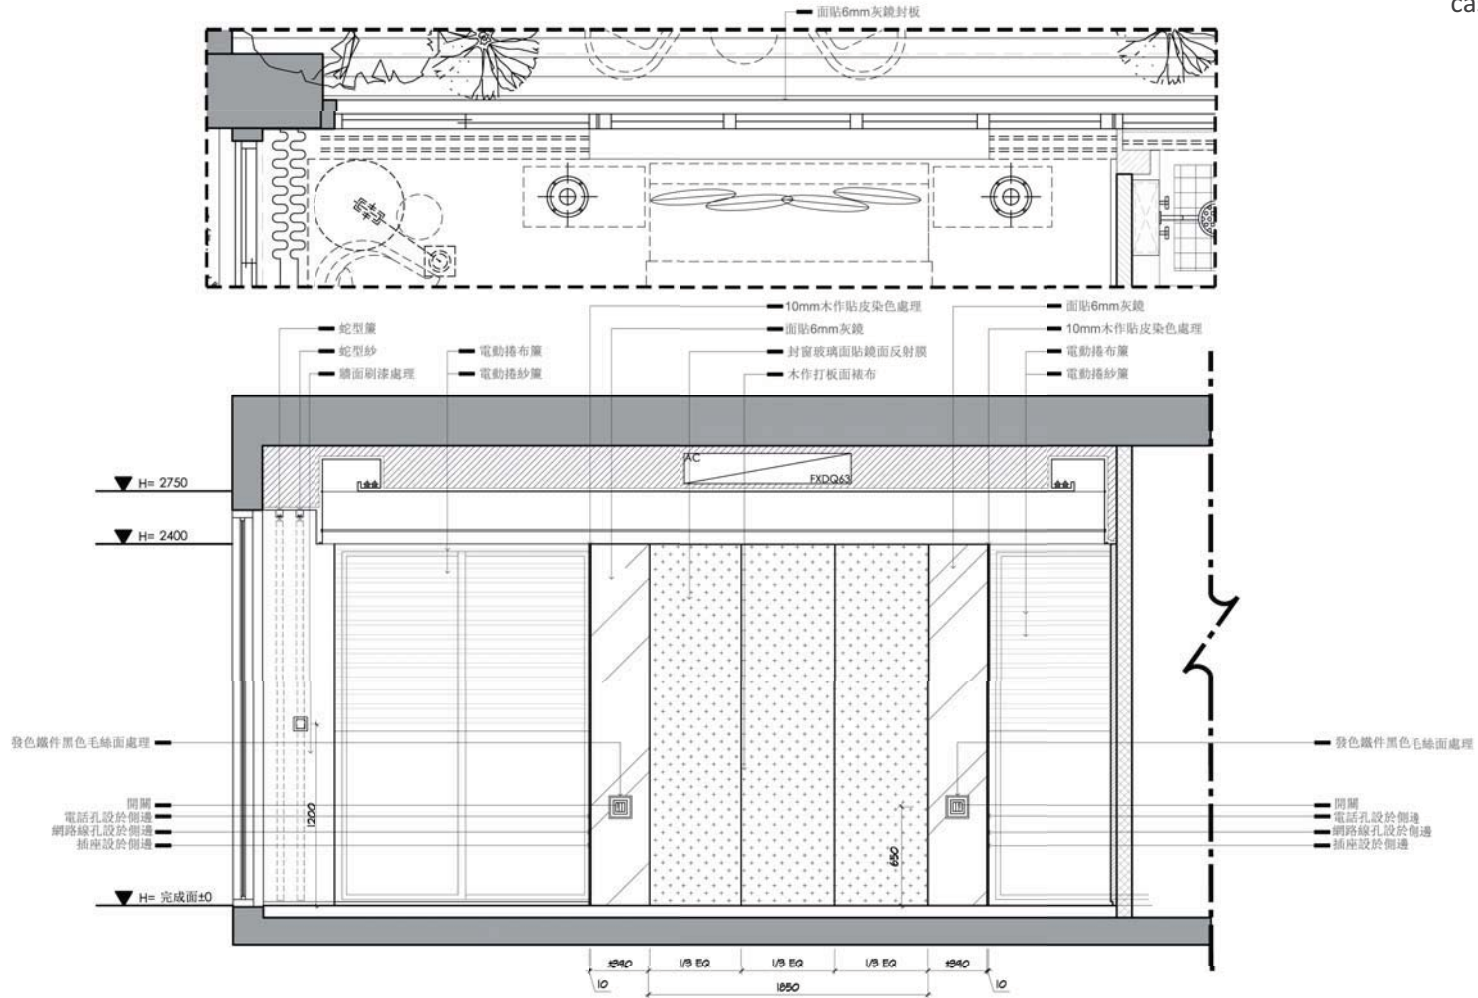 ca
面貼6mm灰鏡封板
10mm木作貼皮染色處理
面貼6mm灰鏡
蛇型簾
面貼6mm灰鏡
10mm木作貼皮染色處理
蛇型紗
電動捲布簾
封窗玻璃面貼鏡面反射膜
電動捲布簾
牆面刷漆處理
電動捲紗簾
木作打板面裱布
電動捲紗簾
AC
FXDQ63
H= 2750
H= 2400
發色鐵件黑色毛絲面處理
發色鐵件黑色毛絲面處理
開關
開關
電話孔設於側邊
1200
電話孔設於側邊
網路線孔設於側邊
網路線孔設於側邊
插座設於側邊
650
插座設於側邊
H= 完成面±0
±340
1/3 EQ
1/3 EQ
1/3 EQ
±340
10
1850
10